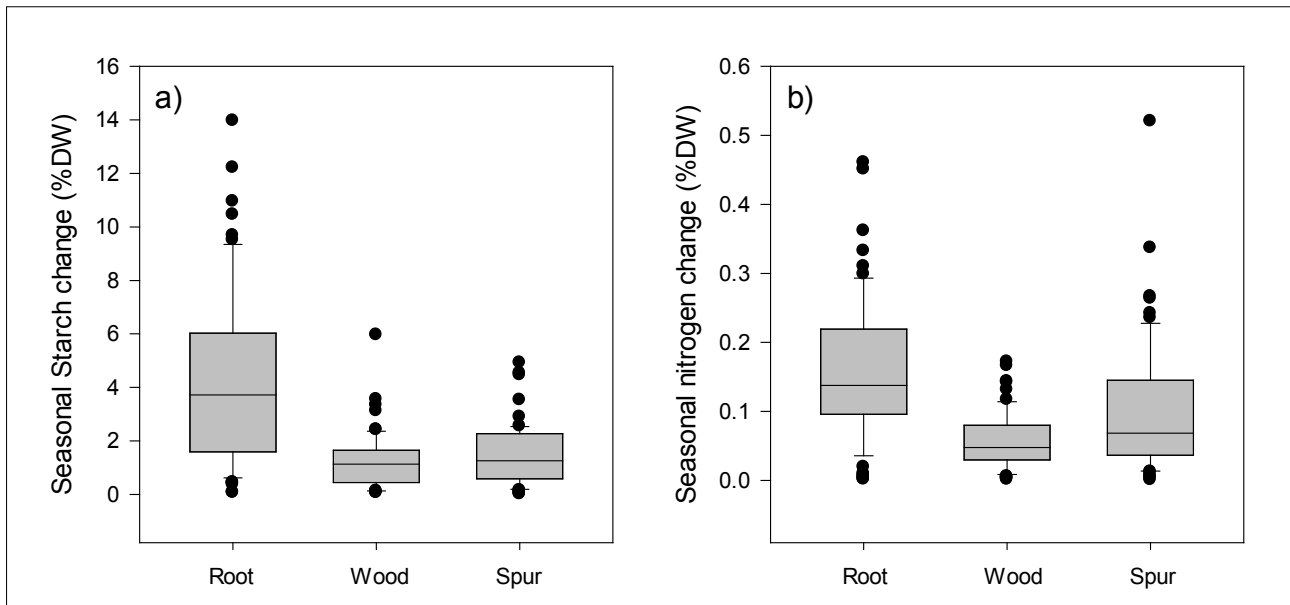 a)
Seasonal Starch change (%DW)
16
14
12
10
8
6
4
2
0
Root Wood Spur
b)
Seasonal nitrogen change (%DW)
0.6
0.5
0.4
0.3
0.2
0.1
0.0
Root Wood Spur